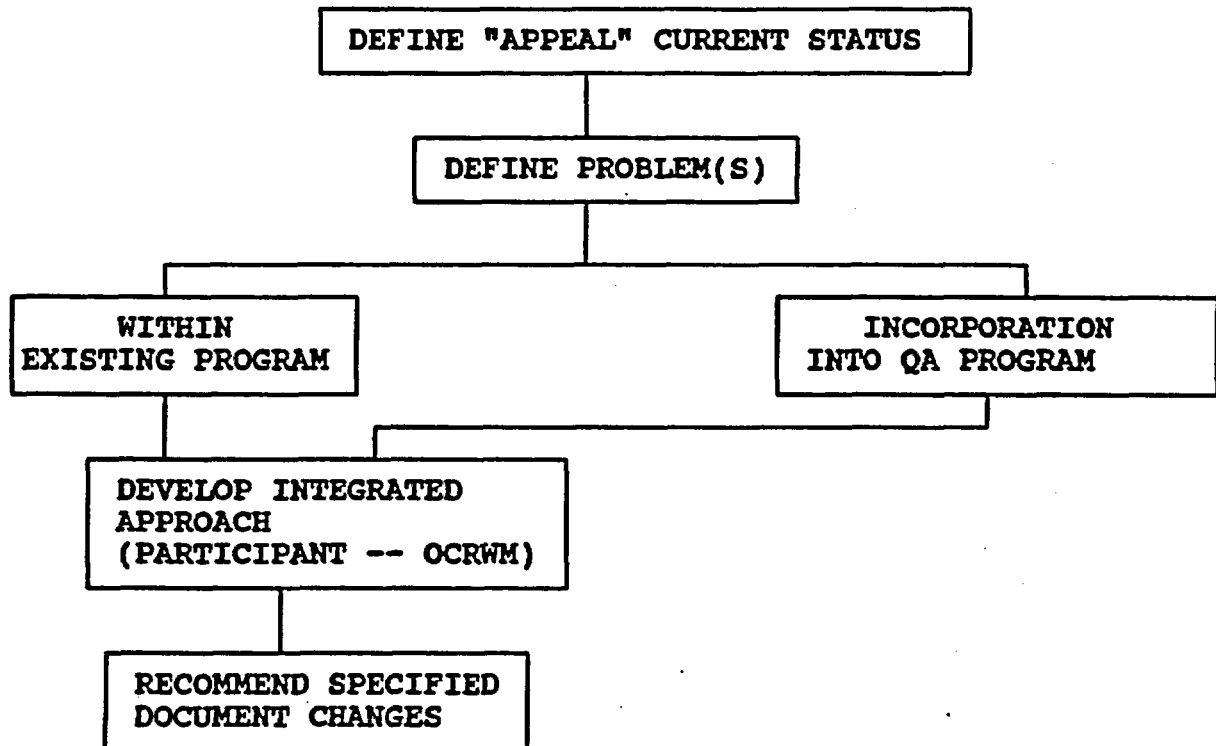 DEFINE "APPEAL" CURRENT STATUS
DEFINE PROBLEM(S)
WITHIN
EXISTING PROGRAM
INCORPORATION
INTO QA PROGRAM
DEVELOP INTEGRATED
APPROACH
(PARTICIPANT -- OCRWM)
RECOMMEND SPECIFIED
DOCUMENT CHANGES